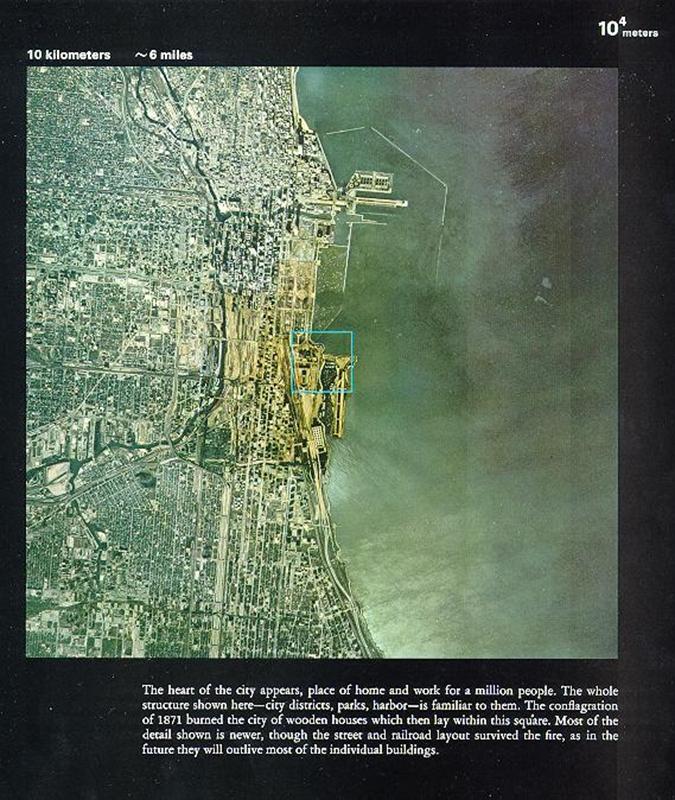 10⁴ meters
10 kilometers ~6 miles
The heart of the city appears, place of home and work for a million people. The whole
structure shown here—city districts, parks, harbor—is familiar to them. The conflagration
of 1871 burned the city of wooden houses which then lay within this square. Most of the
detail shown is newer, though the street and railroad layout survived the fire, as in the
future they will outlive most of the individual buildings.